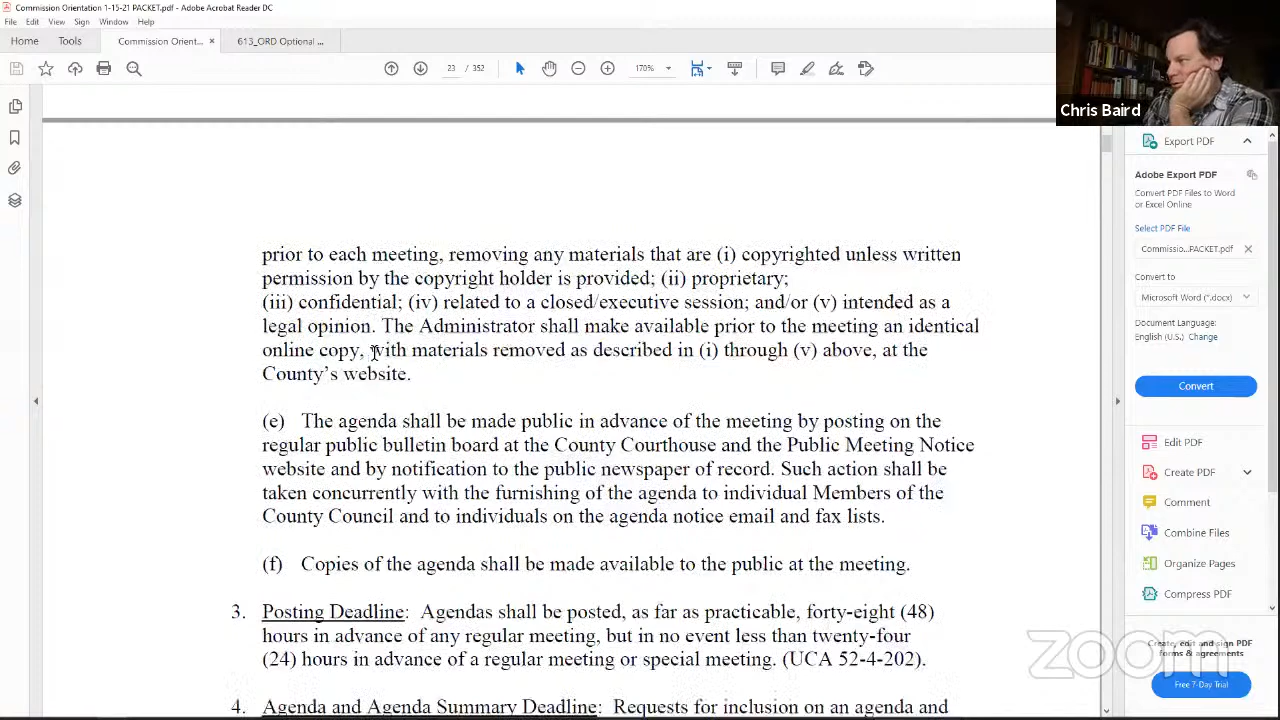 Commission Orientation 1-15-21 PACKET.pdf - Adobe Acrobat Reader DC
File Edit View Sign Window Help
Home Tools Commission Orient... × 613_ORD Optional ...
23 / 352 170%
Chris Baird
prior to each meeting, removing any materials that are (i) copyrighted unless written
permission by the copyright holder is provided; (ii) proprietary;
(iii) confidential; (iv) related to a closed/executive session; and/or (v) intended as a
legal opinion. The Administrator shall make available prior to the meeting an identical
online copy, with materials removed as described in (i) through (v) above, at the
County's website.
(e) The agenda shall be made public in advance of the meeting by posting on the
regular public bulletin board at the County Courthouse and the Public Meeting Notice
website and by notification to the public newspaper of record. Such action shall be
taken concurrently with the furnishing of the agenda to individual Members of the
County Council and to individuals on the agenda notice email and fax lists.
(f) Copies of the agenda shall be made available to the public at the meeting.
3. Posting Deadline: Agendas shall be posted, as far as practicable, forty-eight (48)
hours in advance of any regular meeting, but in no event less than twenty-four
(24) hours in advance of a regular meeting or special meeting. (UCA 52-4-202).
4. Agenda and Agenda Summary Deadline: Requests for inclusion on an agenda and
Export PDF
Adobe Export PDF
Convert PDF Files to Word
or Excel Online
Select PDF File
Commissio...PACKET.pdf
Convert to
Microsoft Word (*.docx)
Document Language:
English (U.S.) Change
Convert
Edit PDF
Create PDF
Comment
Combine Files
Organize Pages
Compress PDF
zoom
Create, edit and sign PDF
forms & agreements
Free 7-Day Trial